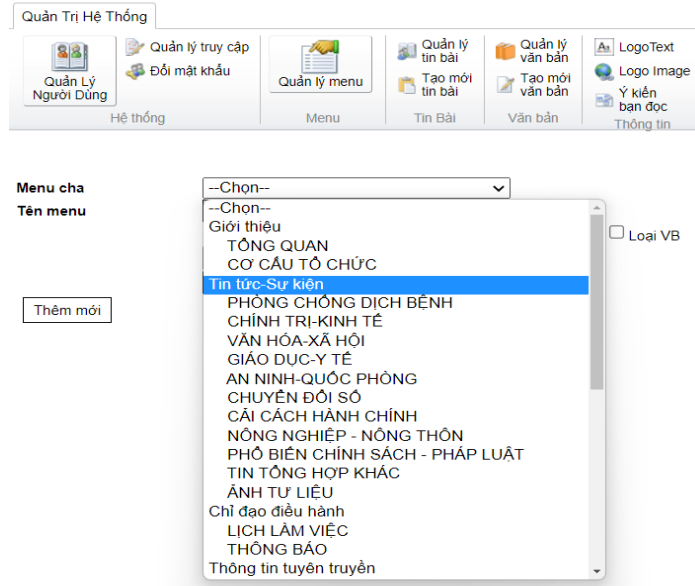 Quản Trị Hệ Thống
Quản Lý
Người Dùng
Quản lý truy cập
Đổi mật khẩu
Hệ thống
Quản lý menu
Menu
Quản lý
tin bài
Tạo mới
tin bài
Tin Bài
Quản lý
văn bản
Tạo mới
văn bản
Văn bản
LogoText
Logo Image
Ý kiến
bạn đọc
Thông tin
Menu cha
--Chọn--
Tên menu
--Chọn--
Giới thiệu
TỔNG QUAN
Loại VB
CƠ CẤU TỔ CHỨC
Tin tức-Sự kiện
PHÒNG CHỐNG DỊCH BỆNH
Thêm mới
CHÍNH TRỊ-KINH TẾ
VĂN HÓA-XÃ HỘI
GIÁO DỤC-Y TẾ
AN NINH-QUỐC PHÒNG
CHUYỂN ĐỔI SỐ
CẢI CÁCH HÀNH CHÍNH
NÔNG NGHIỆP - NÔNG THÔN
PHỔ BIẾN CHÍNH SÁCH - PHÁP LUẬT
TIN TỔNG HỢP KHÁC
ẢNH TƯ LIỆU
Chỉ đạo điều hành
LỊCH LÀM VIỆC
THÔNG BÁO
Thông tin tuyên truyền